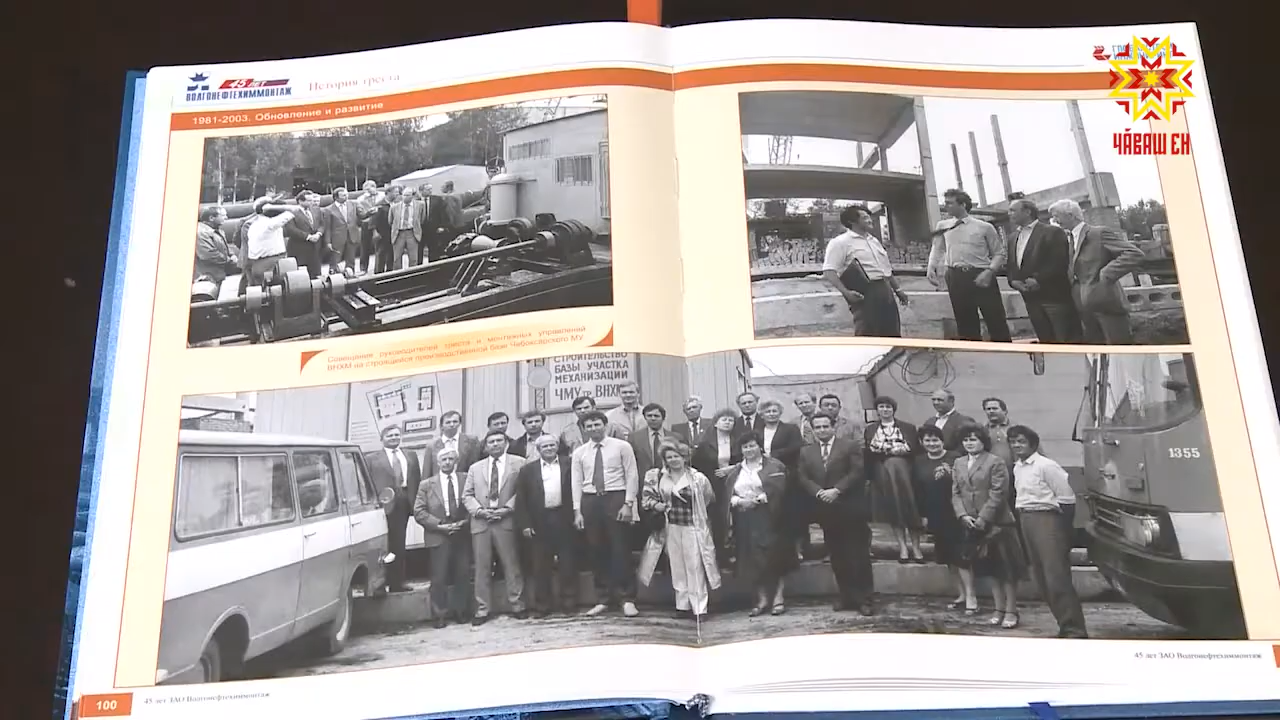 45 ЛЕТ
ВОЛГОНЕФТЕХИММОНТАЖ
История треста
1981-2003. Обновление и развитие
ЧӐВАШ ЕН
Совещание руководителей треста и монтажных управлений
ВНХМ на строящейся производственной базе Чебоксарского МУ
СТРОИТЕЛЬСТВО
БАЗЫ УЧАСТКА
МЕХАНИЗАЦИИ
ЧМУ тр. ВНХМ
1355
100
45 лет ЗАО Волгонефтехиммонтаж
45 лет ЗАО Волгонефтехиммонтаж